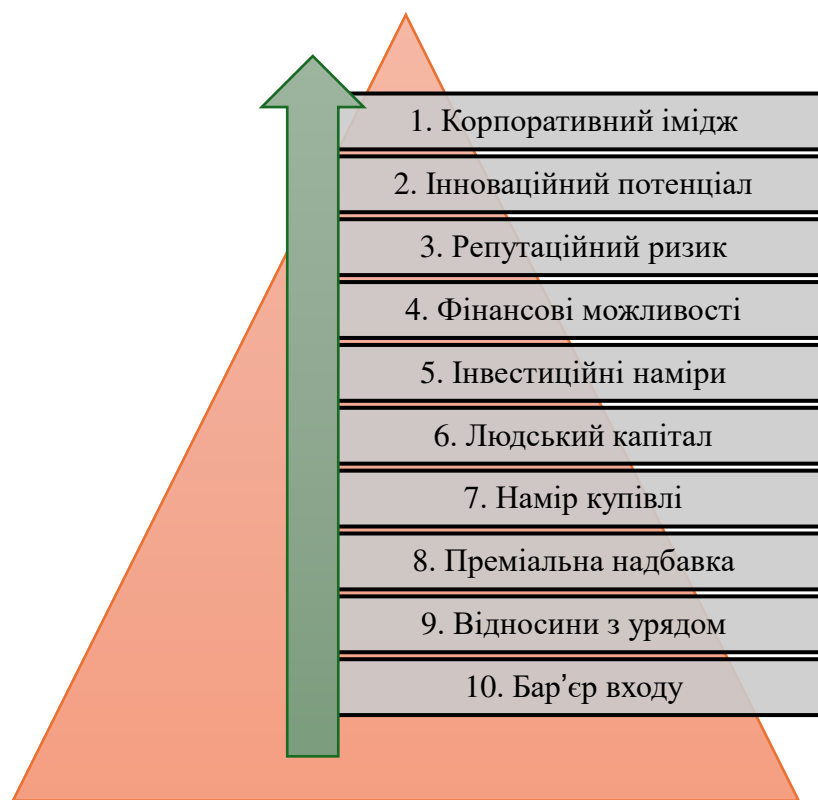 1. Корпоративний імідж
2. Інноваційний потенціал
3. Репутаційний ризик
4. Фінансові можливості
5. Інвестиційні наміри
6. Людський капітал
7. Намір купівлі
8. Преміальна надбавка
9. Відносини з урядом
10. Бар’єр входу